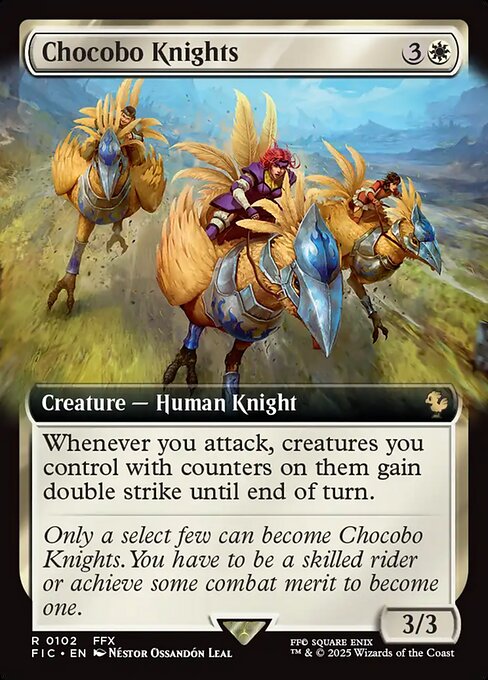 Chocobo Knights 3
Creature — Human Knight
Whenever you attack, creatures you
control with counters on them gain
double strike until end of turn.
Only a select few can become Chocobo
Knights. You have to be a skilled rider
or achieve some combat merit to become
one.
3/3
R 0102 FFX
FIC • EN Néstor Ossandón Leal
FF© SQUARE ENIX
™ & © 2025 Wizards of the Coast